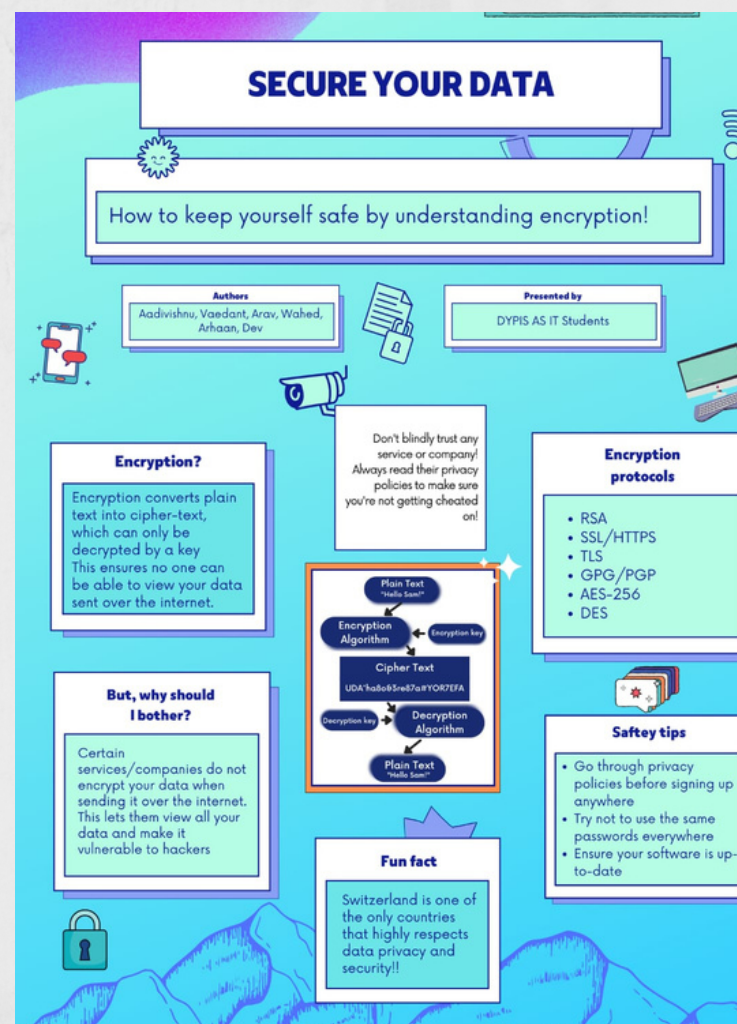 SECURE YOUR DATA
How to keep yourself safe by understanding encryption!
Authors
Aadivishnu, Vaedant, Arav, Wahed,
Arhaan, Dev
Presented by
DYPIS AS IT Students
Encryption?
Encryption converts plain
text into cipher-text,
which can only be
decrypted by a key
This ensures no one can
be able to view your data
sent over the internet.
But, why should
I bother?
Certain
services/companies do not
encrypt your data when
sending it over the internet.
This lets them view all your
data and make it
vulnerable to hackers
Don't blindly trust any
service or company!
Always read their privacy
policies to make sure
you're not getting cheated
on!
Plain Text
"Hello Sam!"
Encryption
Algorithm
Encryption key
Cipher Text
UDA'ha8o&3re87a#YOR7EFA
Decryption key
Decryption
Algorithm
Plain Text
"Hello Sam!"
Fun fact
Switzerland is one of
the only countries
that highly respects
data privacy and
security!!
Encryption
protocols
• RSA
• SSL/HTTPS
• TLS
• GPG/PGP
• AES-256
• DES
Saftey tips
• Go through privacy
policies before signing up
anywhere
• Try not to use the same
passwords everywhere
• Ensure your software is up-
to-date